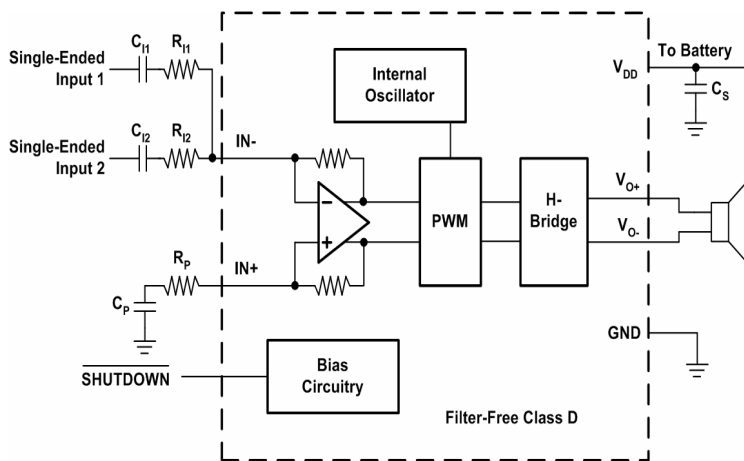 Single-Ended
Input 1
C_I1
R_I1
Single-Ended
Input 2
C_I2
R_I2
IN-
Internal
Oscillator
To Battery
V_DD
C_S
−
+
PWM
H-
Bridge
V_O+
V_O-
R_P
IN+
C_P
GND
SHUTDOWN
Bias
Circuitry
Filter-Free Class D